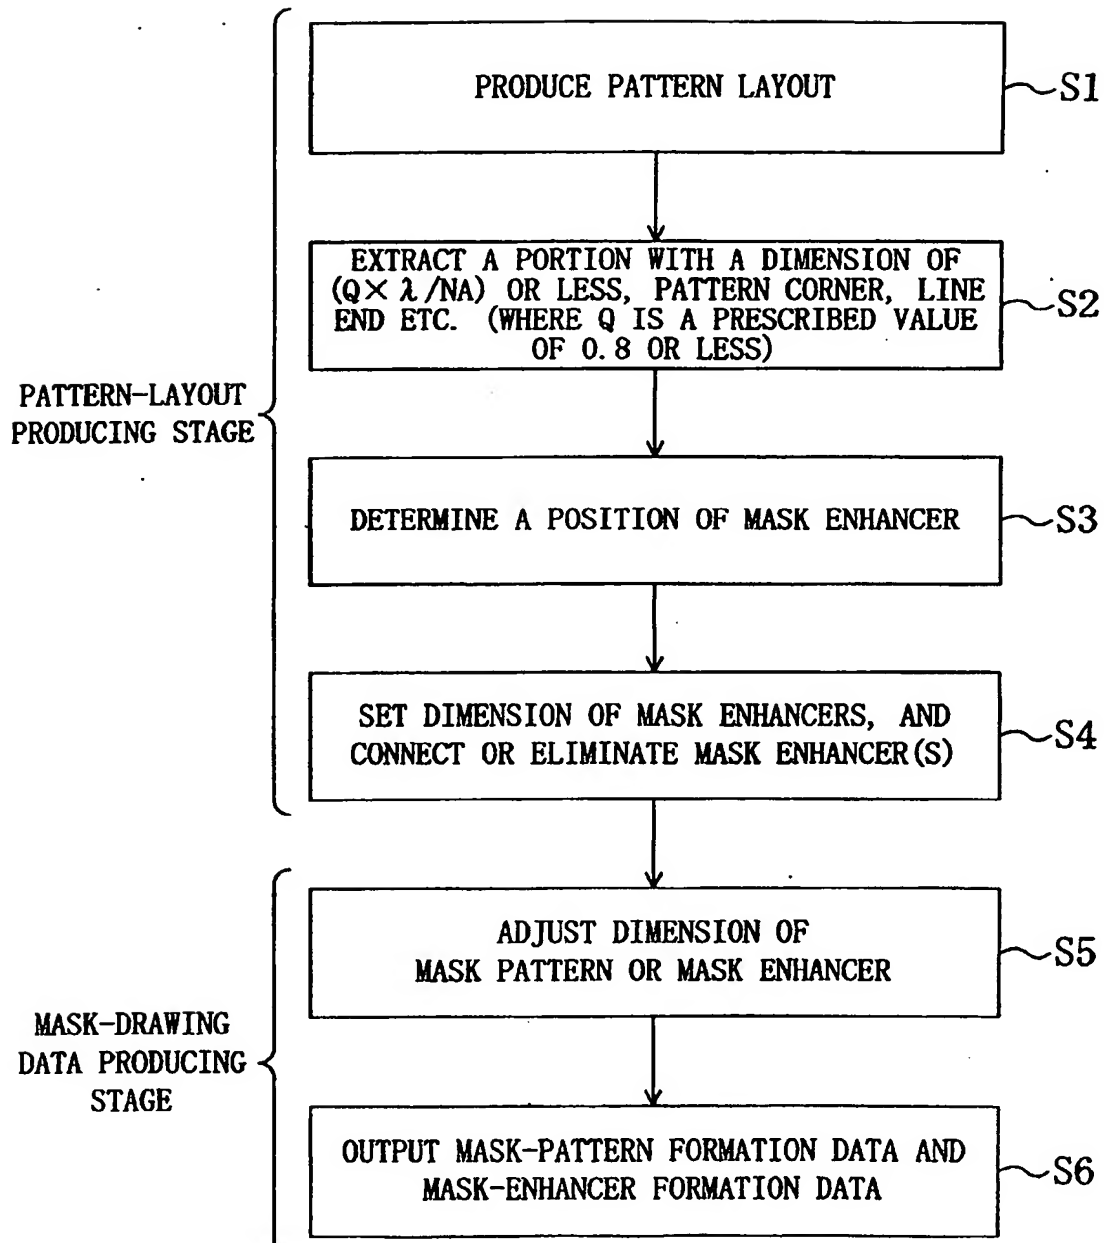 PRODUCE PATTERN LAYOUT
S1
EXTRACT A PORTION WITH A DIMENSION OF
(Q× λ/NA) OR LESS, PATTERN CORNER, LINE
END ETC. (WHERE Q IS A PRESCRIBED VALUE
OF 0.8 OR LESS)
S2
PATTERN-LAYOUT
PRODUCING STAGE
DETERMINE A POSITION OF MASK ENHANCER
S3
SET DIMENSION OF MASK ENHANCERS, AND
CONNECT OR ELIMINATE MASK ENHANCER(S)
S4
ADJUST DIMENSION OF
MASK PATTERN OR MASK ENHANCER
S5
MASK-DRAWING
DATA PRODUCING
STAGE
OUTPUT MASK-PATTERN FORMATION DATA AND
MASK-ENHANCER FORMATION DATA
S6